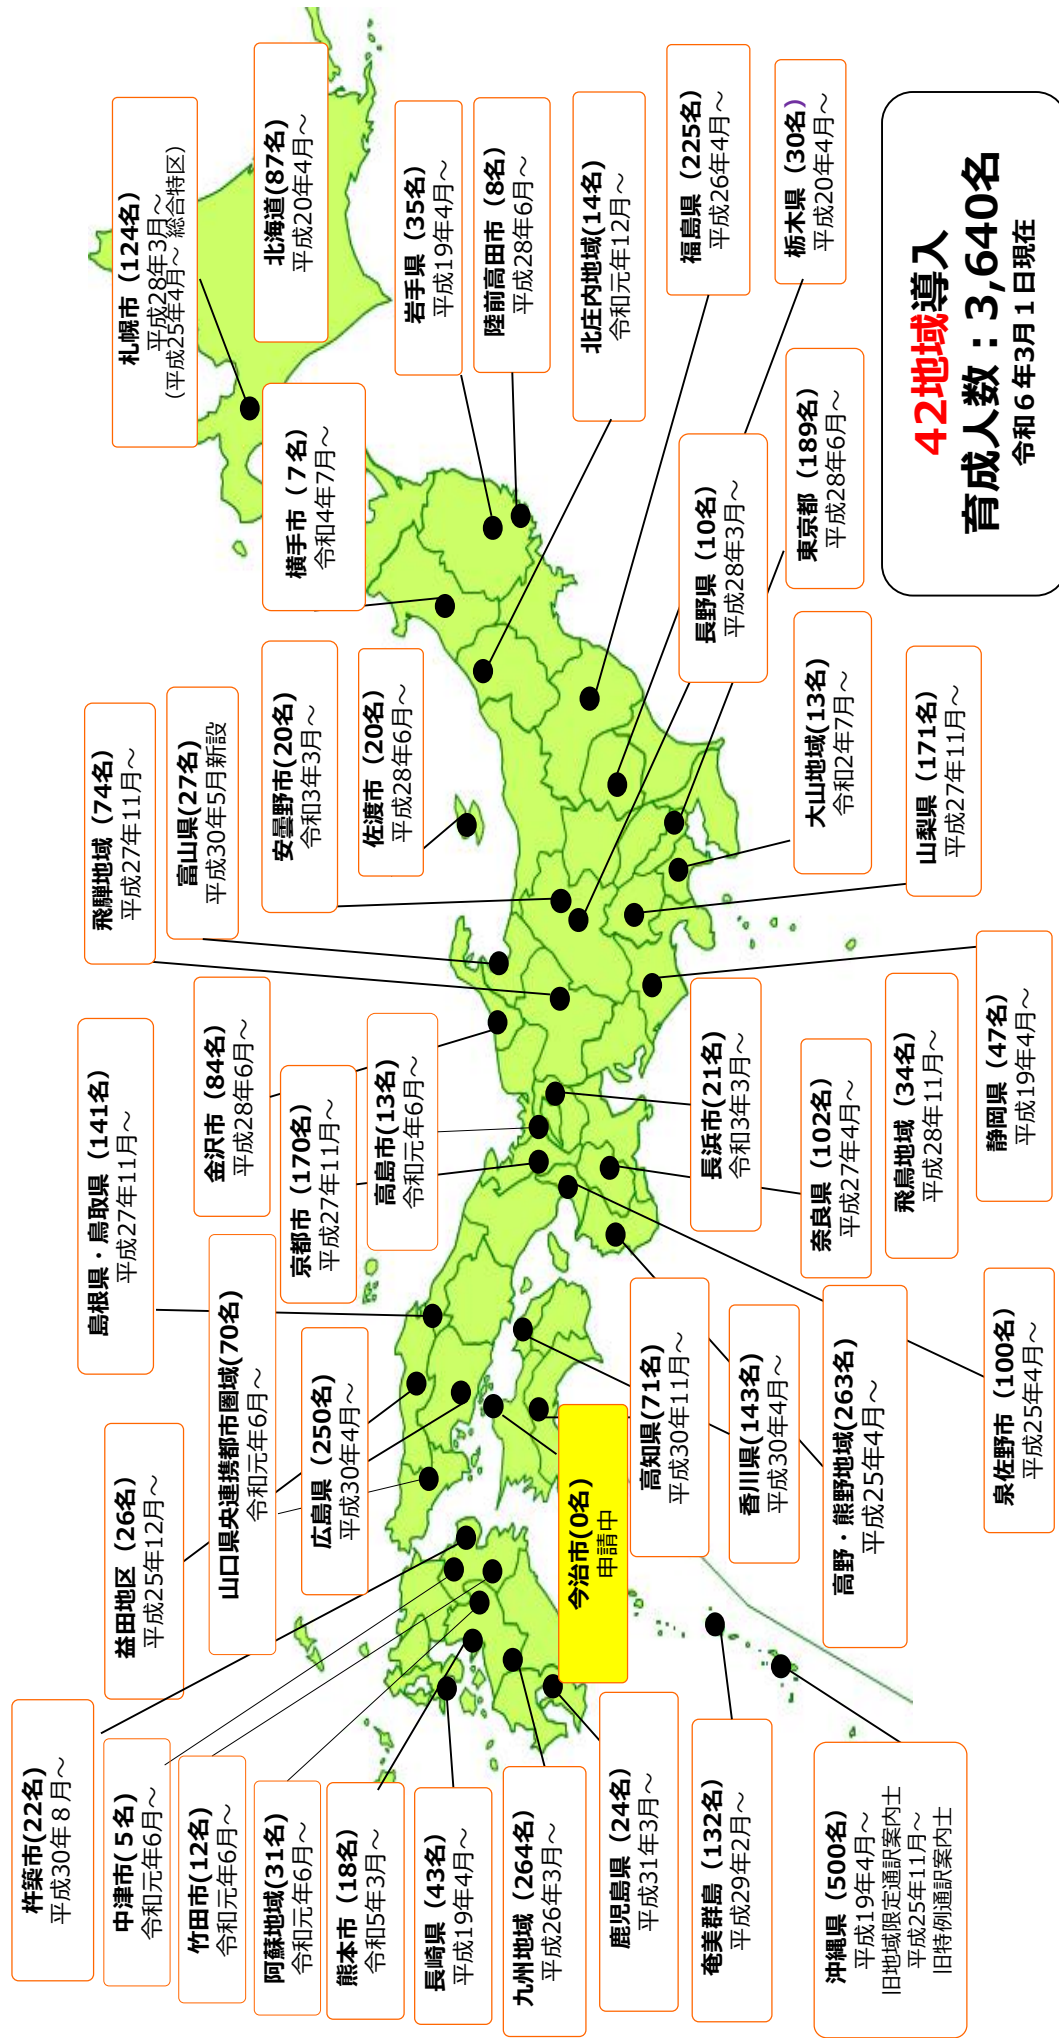 札幌市（124名）
平成28年3月～
（平成25年4月～ 総合特区）
北海道(87名)
平成20年4月～
岩手県（35名）
平成19年4月～
陸前高田市（8名）
平成28年6月～
北庄内地域(14名)
令和元年12月～
福島県（225名）
平成26年4月～
栃木県（30名）
平成20年4月～
42地域導入
育成人数：3,640名
令和６年3月１日現在
横手市（７名）
令和4年7月～
長野県（10名）
平成28年3月～
東京都（189名）
平成28年6月～
安曇野市(20名)
令和3年3月～
佐渡市（20名）
平成28年6月～
大山地域(13名)
令和2年7月～
山梨県（171名）
平成27年11月～
飛騨地域（74名）
平成27年11月～
富山県(27名)
平成30年5月新設
金沢市（84名）
平成28年6月～
京都市（170名）
平成27年11月～
高島市(13名)
令和元年6月～
長浜市(21名)
令和3年3月～
奈良県（102名）
平成27年4月～
飛鳥地域（34名）
平成28年11月～
静岡県（47名）
平成19年4月～
島根県・鳥取県（141名）
平成27年11月～
山口県央連携都市圏域(70名)
令和元年6月～
広島県（250名）
平成30年4月～
高知県(71名)
平成30年11月～
香川県(143名)
平成30年4月～
高野・熊野地域(263名)
平成25年4月～
泉佐野市（100名）
平成25年4月～
益田地区（26名）
平成25年12月～
今治市(0名)
申請中
杵築市(22名)
平成30年８月～
中津市(５名)
令和元年6月～
竹田市(12名)
令和元年6月～
阿蘇地域(31名)
令和元年6月～
熊本市（18名）
令和5年3月～
長崎県（43名）
平成19年4月～
九州地域（264名）
平成26年3月～
鹿児島県（24名）
平成31年3月～
奄美群島（132名）
平成29年2月～
沖縄県（500名）
平成19年4月～
旧地域限定通訳案内士
平成25年11月～
旧特例通訳案内士